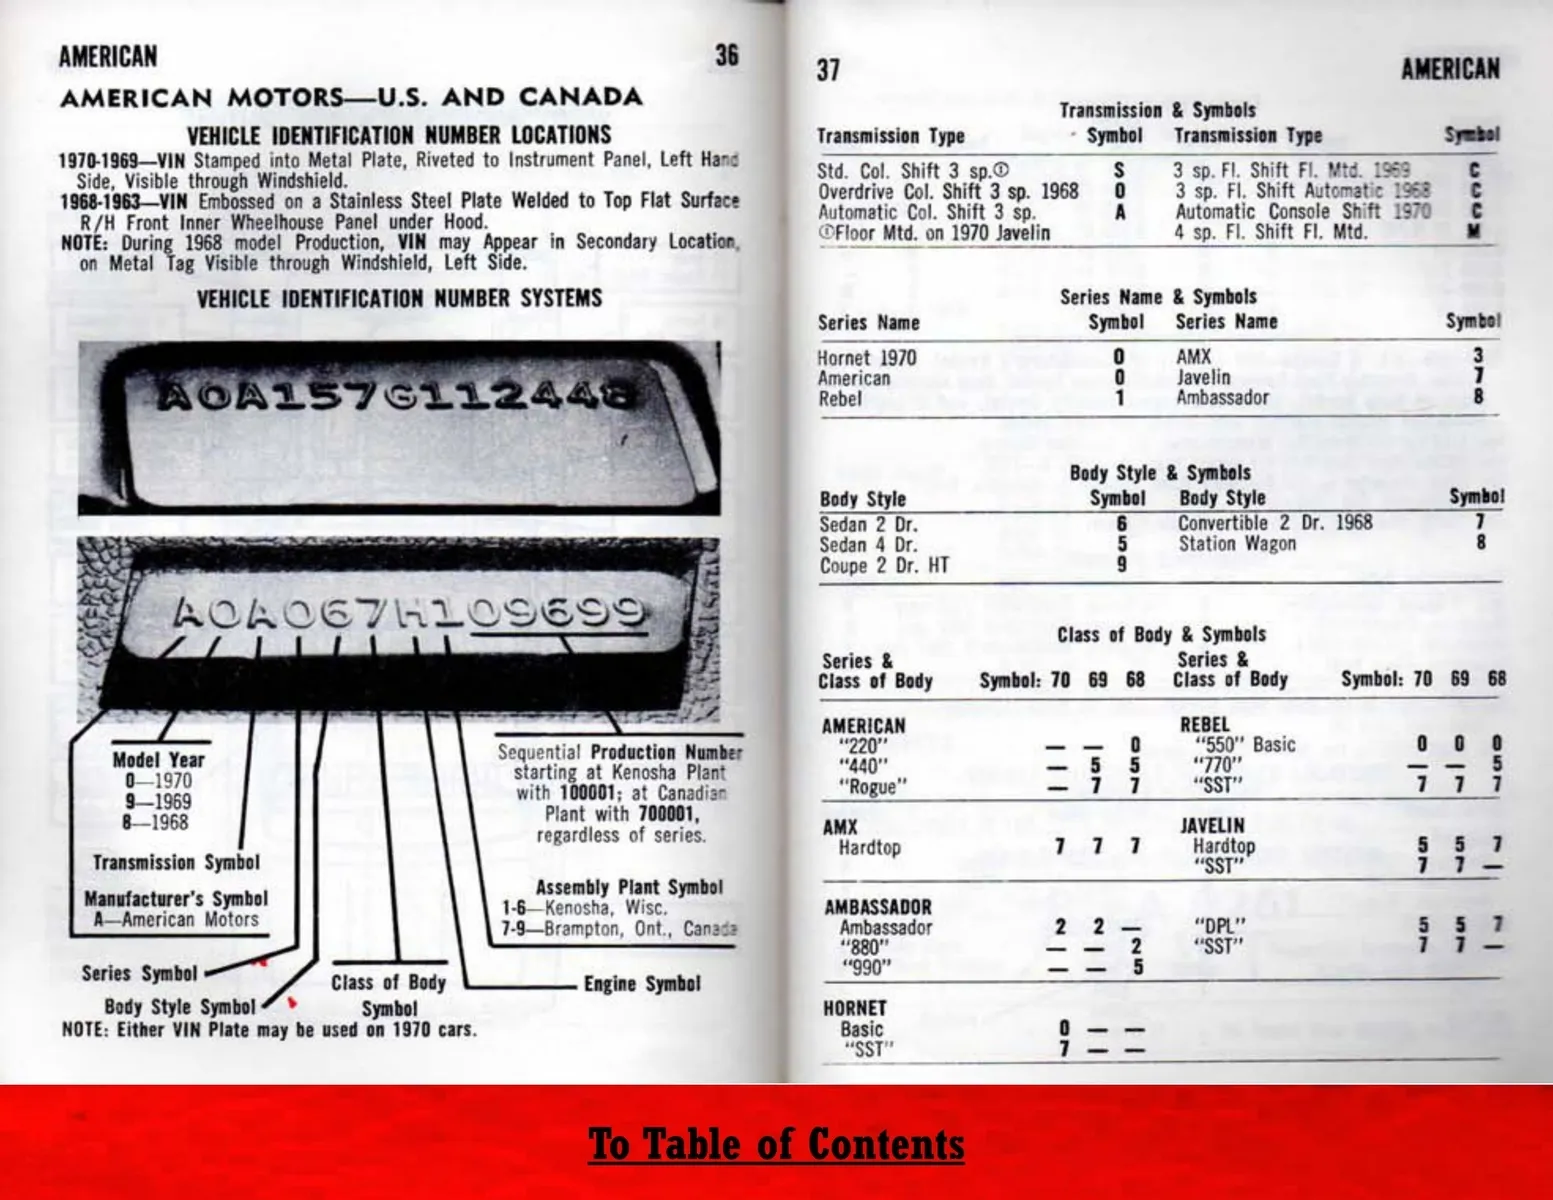 AMERICAN 36
AMERICAN MOTORS—U.S. AND CANADA
VEHICLE IDENTIFICATION NUMBER LOCATIONS
1970-1969—VIN Stamped into Metal Plate, Riveted to Instrument Panel, Left Hand
Side, Visible through Windshield.
1968-1963—VIN Embossed on a Stainless Steel Plate Welded to Top Flat Surface
R/H Front Inner Wheelhouse Panel under Hood.
NOTE: During 1968 model Production, VIN may Appear in Secondary Location,
on Metal Tag Visible through Windshield, Left Side.
VEHICLE IDENTIFICATION NUMBER SYSTEMS
A0A157G112448
A0A067H109699
Model Year
0—1970
9—1969
8—1968
Transmission Symbol
Manufacturer's Symbol
A—American Motors
Series Symbol
Body Style Symbol
Class of Body
Symbol
Sequential Production Number
starting at Kenosha Plant
with 100001; at Canadian
Plant with 700001,
regardless of series.
Assembly Plant Symbol
1-6—Kenosha, Wisc.
7-9—Brampton, Ont., Canada
Engine Symbol
NOTE: Either VIN Plate may be used on 1970 cars.
37 AMERICAN
Transmission & Symbols
Transmission Type Symbol Transmission Type Symbol
Std. Col. Shift 3 sp.① S 3 sp. Fl. Shift Fl. Mtd. 1969 C
Overdrive Col. Shift 3 sp. 1968 O 3 sp. Fl. Shift Automatic 1968 C
Automatic Col. Shift 3 sp. A Automatic Console Shift 1970 C
①Floor Mtd. on 1970 Javelin 4 sp. Fl. Shift Fl. Mtd. M
Series Name & Symbols
Series Name Symbol Series Name Symbol
Hornet 1970 0 AMX 3
American 0 Javelin 7
Rebel 1 Ambassador 8
Body Style & Symbols
Body Style Symbol Body Style Symbol
Sedan 2 Dr. 6 Convertible 2 Dr. 1968 7
Sedan 4 Dr. 5 Station Wagon 8
Coupe 2 Dr. HT 9
Class of Body & Symbols
Series & Series &
Class of Body Symbol: 70 69 68 Class of Body Symbol: 70 69 68
AMERICAN REBEL
"220" — — 0 "550" Basic 0 0 0
"440" — 5 5 "770" — — 5
"Rogue" — 7 7 "SST" 7 7 7
AMX JAVELIN
Hardtop 7 7 7 Hardtop 5 5 7
"SST" 7 7 —
AMBASSADOR
Ambassador 2 2 — "DPL" 5 5 7
"880" — — 2 "SST" 7 7 —
"990" — — 5
HORNET
Basic 0 — —
"SST" 7 — —
To Table of Contents